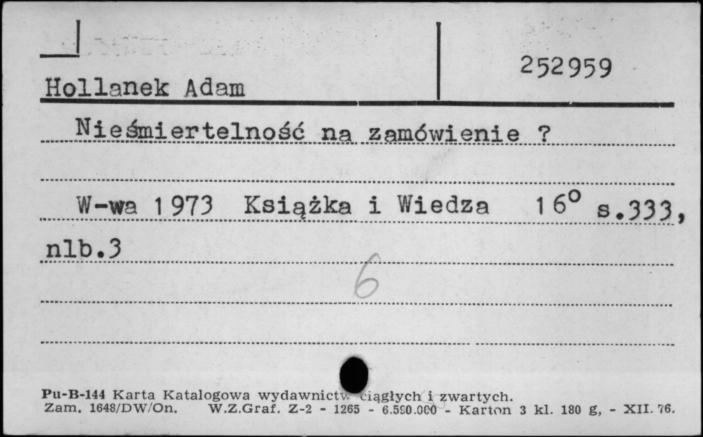 252959
Hollanek Adam
Nieśmiertelność na zamówienie ?
W-wa 1973 Książka i Wiedza 16° s.333,
nlb.3
6
Pu-B-144 Karta Katalogowa wydawnictw ciągłych i zwartych.
Zam. 1648/DW/On. W.Z.Graf. Z-2 - 1265 - 6.550.000 - Karton 3 kl. 180 g, - XII. 76.